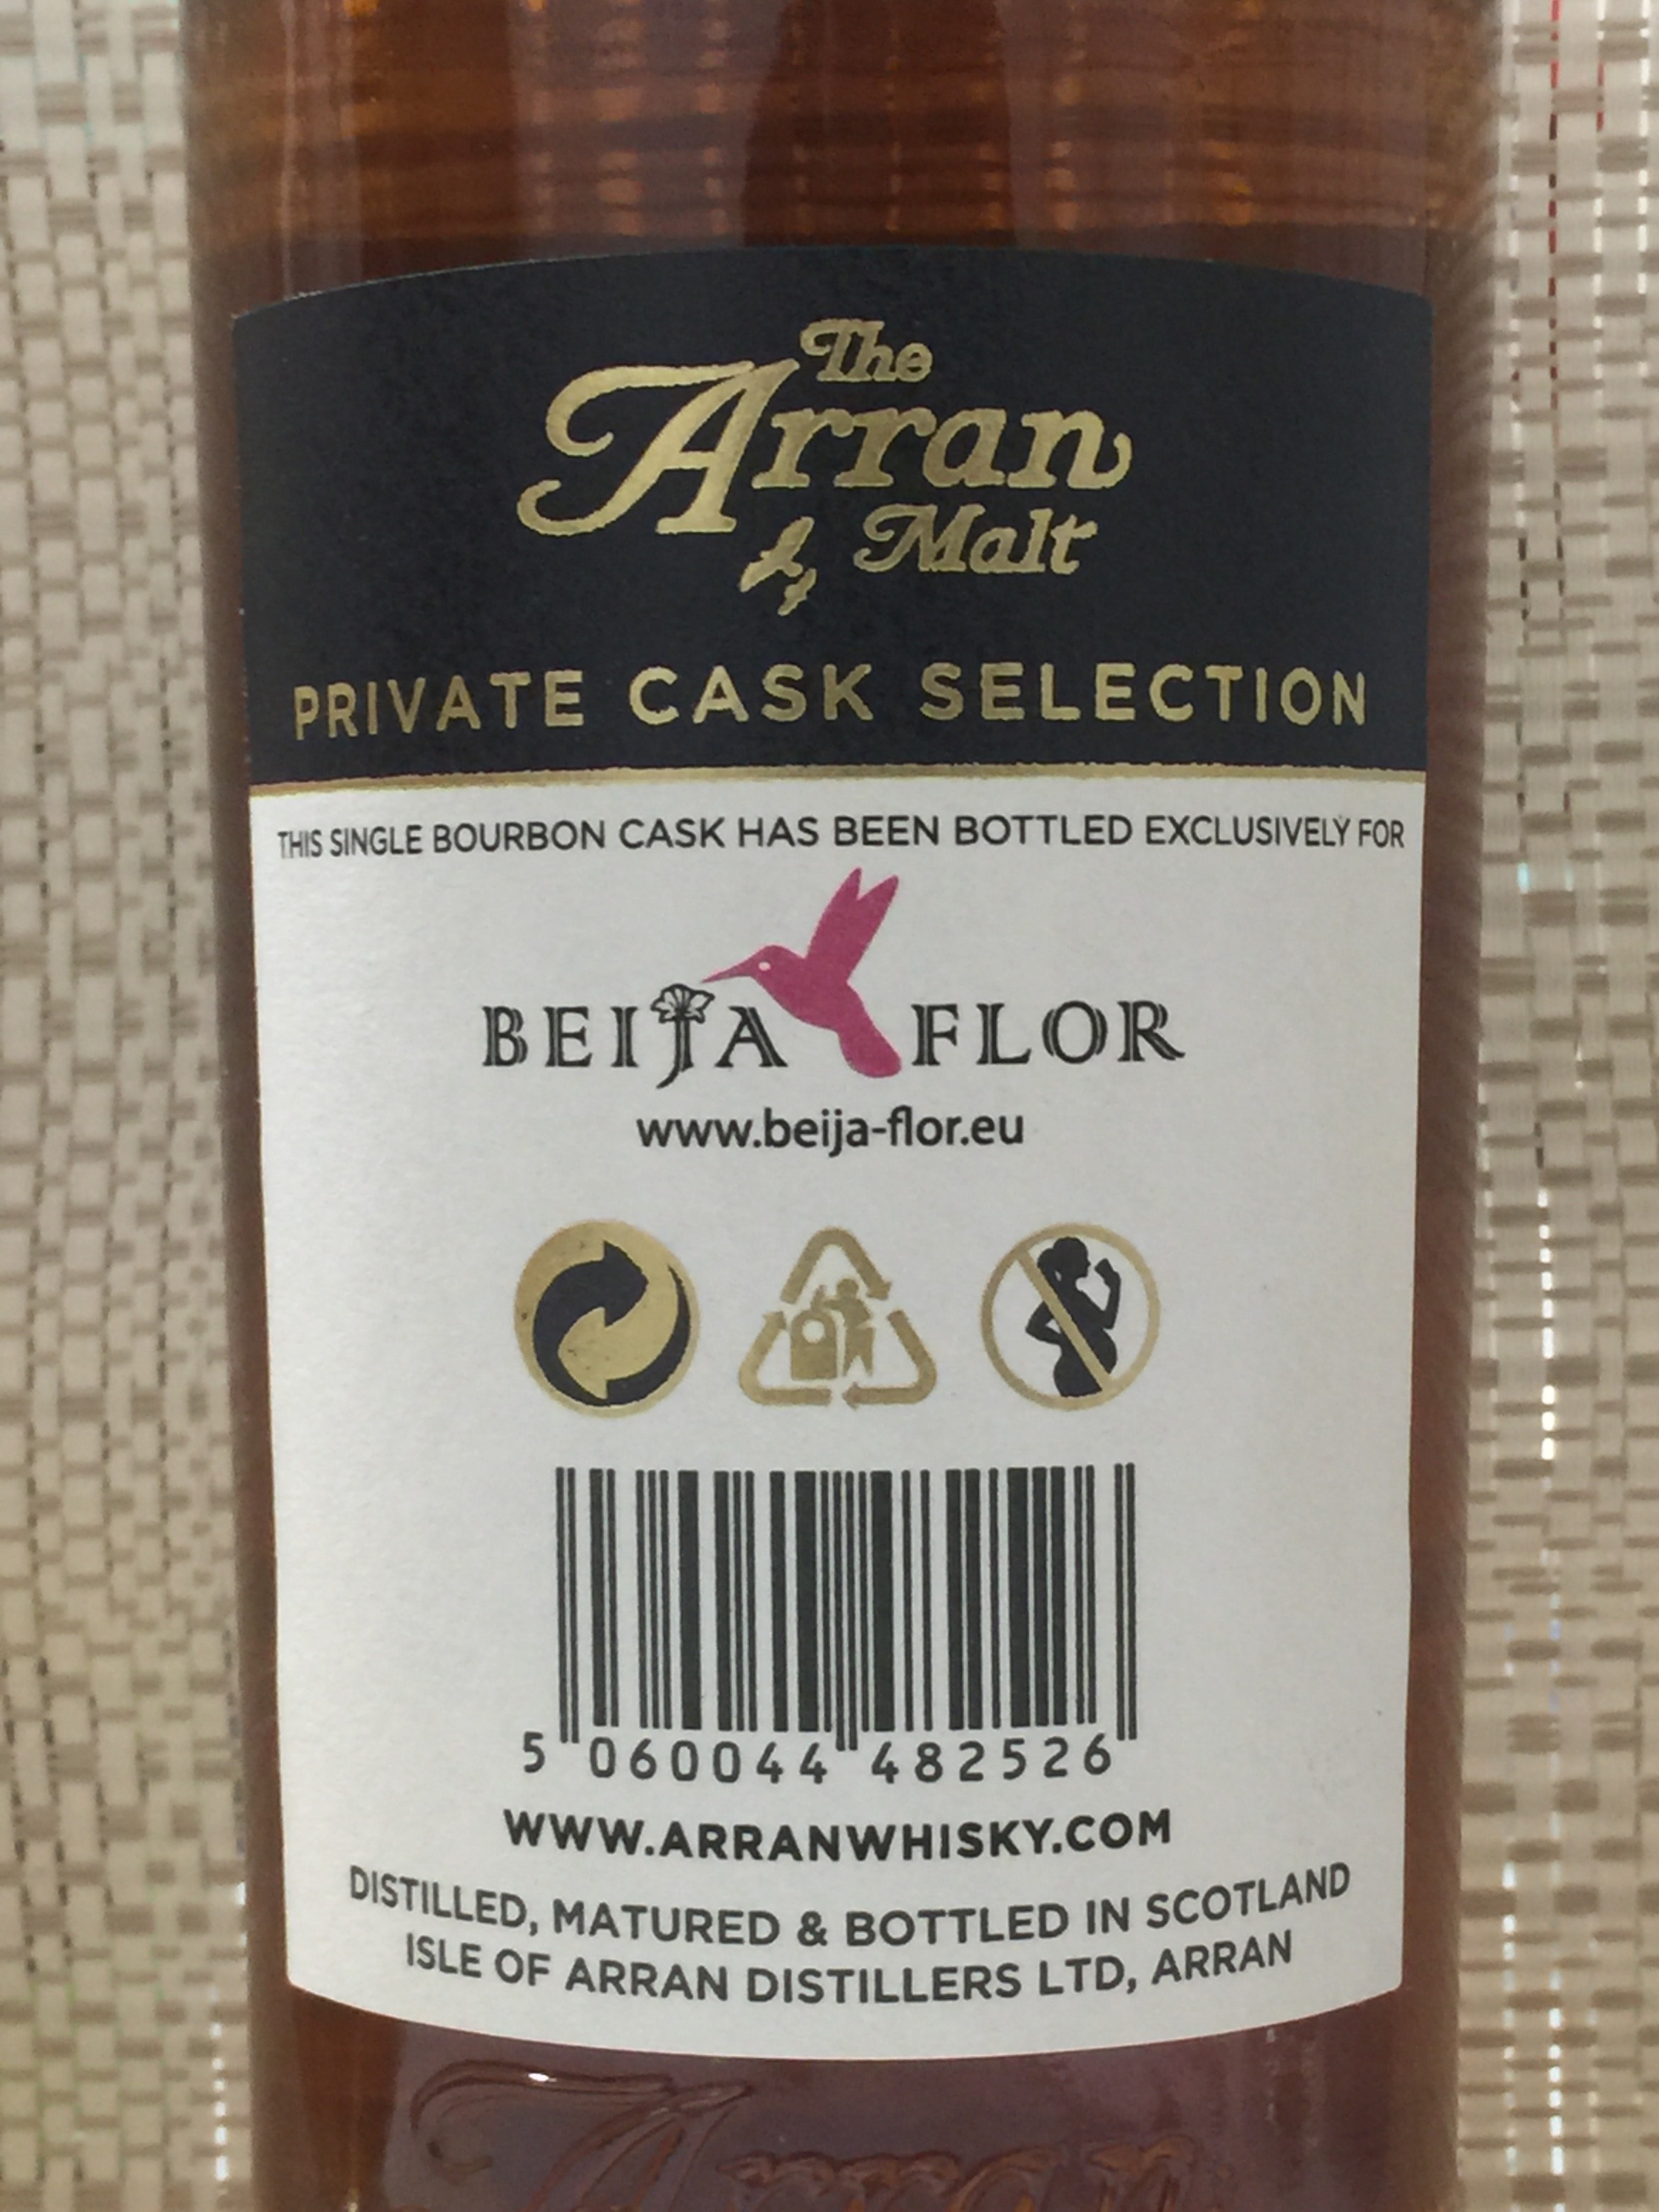 The
Arran
Malt
PRIVATE CASK SELECTION
THIS SINGLE BOURBON CASK HAS BEEN BOTTLED EXCLUSIVELY FOR
BEIJA FLOR
www.beija-flor.eu
5 060044 482526
WWW.ARRANWHISKY.COM
DISTILLED, MATURED & BOTTLED IN SCOTLAND
ISLE OF ARRAN DISTILLERS LTD, ARRAN
Arran